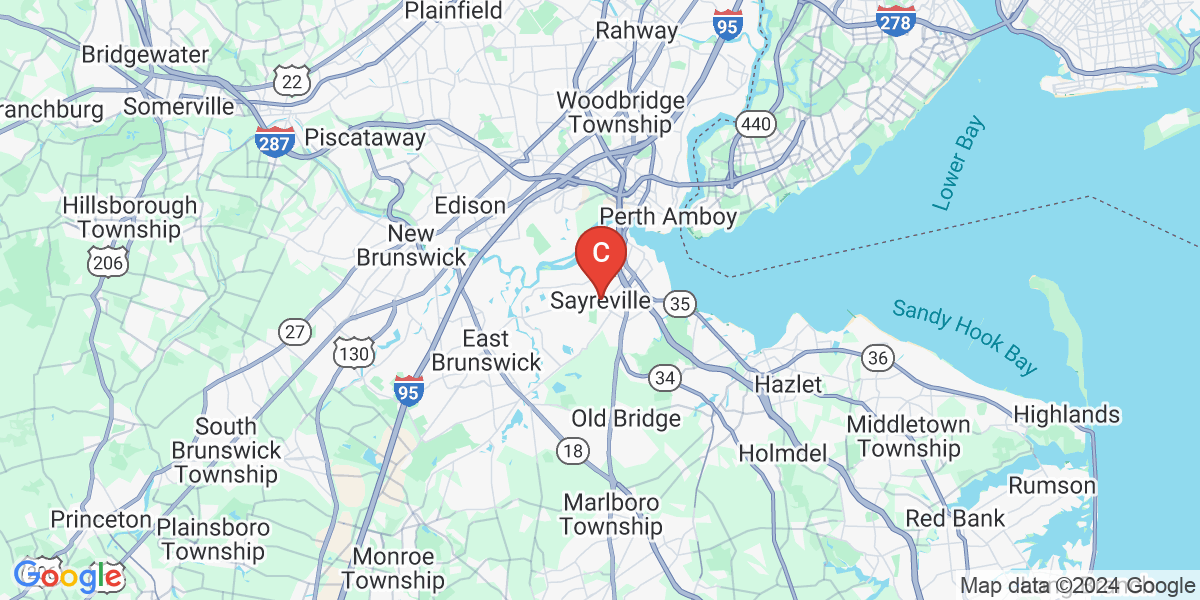 Plainfield
Rahway
95
278
Bridgewater
22
ranchburg
Somerville
Woodbridge
Township
440
287
Piscataway
Lower Bay
Hillsborough
Township
Edison
Perth Amboy
New
Brunswick
206
C
Sayreville
35
Sandy Hook Bay
27
130
East
Brunswick
36
95
34
Hazlet
Old Bridge
Highlands
South
Brunswick
Township
18
Middletown
Township
Holmdel
Rumson
Princeton
Plainsboro
Township
Marlboro
Township
Red Bank
Monroe
Township
Google
Map data ©2024 Google